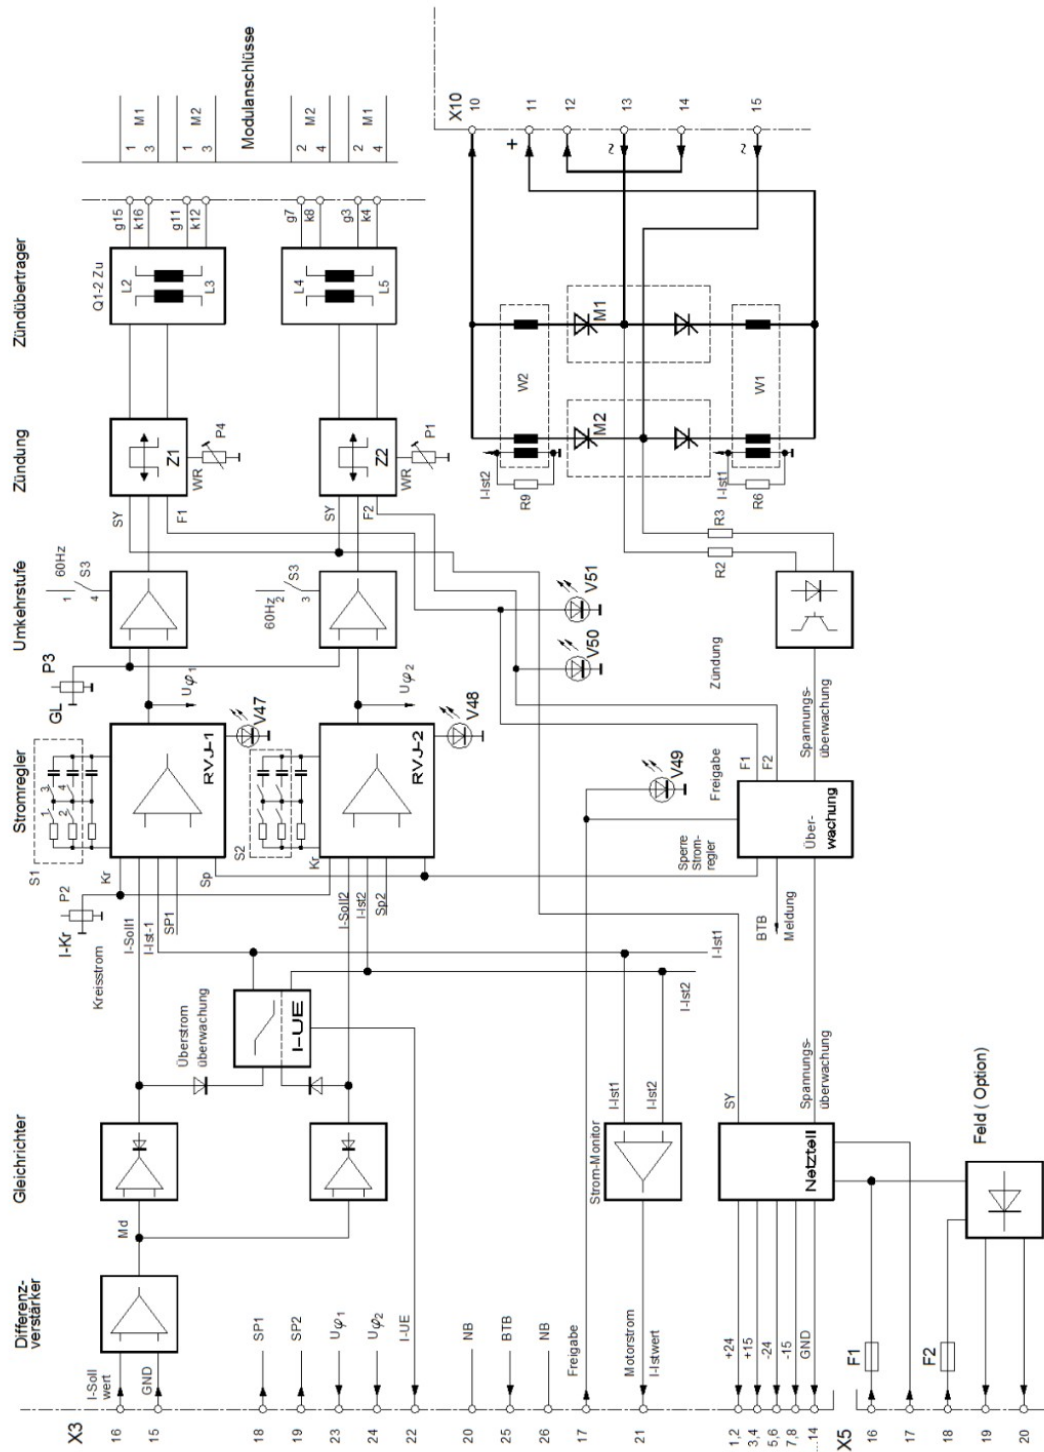 Differenz-
verstärker
Gleichrichter
Stromregler
Umkehrstufe
Zündung
Zündübertrager
X3
16
I-Soll
wert
15
GND
Md
18
SP1
19
SP2
23
Uφ1
24
Uφ2
22
I-UE
20
NB
25
BTB
26
NB
17
Freigabe
21
Motorstrom
I-Istwert
1,2
+24
3,4
+15
5,6
-24
7,8
-15
...14
GND
X5
16
F1
17
18
F2
19
20
Feld ( Option)
Netzteil
SY
Spannungs-
überwachung
Strom-Monitor
I-Ist1
I-Ist2
Überstrom
überwachung
I-UE
I-Ist1
I-Ist2
Kreisstrom
I-Kr
P2
Kr
I-Soll1
I-Ist-1
SP1
Sp
S1
1
3
2
4
RVJ-1
V47
Uφ1
Kr
I-Soll2
I-Ist2
Sp2
S2
RVJ-2
V48
Uφ2
GL
P3
60Hz
1
4
S3
60Hz
2
3
S3
SY
F1
Z1
WR
P4
SY
F2
Z2
WR
P1
Q1-2 Zu
L2
L3
g15
k16
g11
k12
L4
L5
g7
k8
g3
k4
1
3
M1
1
3
M2
2
4
M2
2
4
M1
Modulanschlüsse
Sperre
Strom-
regler
Freigabe
V49
V50
V51
BTB
Meldung
Über-
wachung
F1
F2
Zündung
Spannungs-
überwachung
R2
R3
I-Ist2
R9
W2
M2
M1
I-Ist1
R6
W1
X10
10
11
+
12
13
~
14
15
~